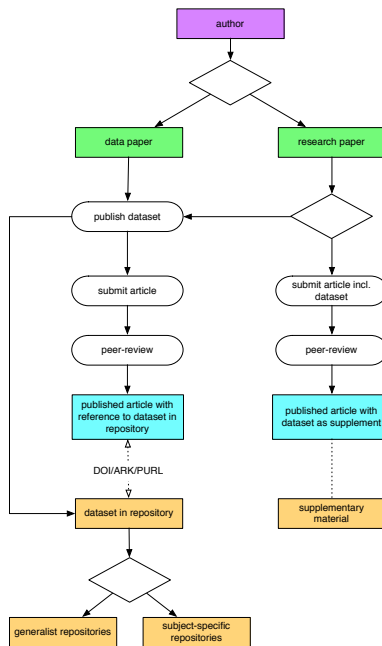 author
data paper
research paper
publish dataset
submit article
submit article incl.
dataset
peer-review
peer-review
published article with
reference to dataset in
repository
published article with
dataset as supplement
DOI/ARK/PURL
dataset in repository
supplementary
material
generalist repositories
subject-specific
repositories